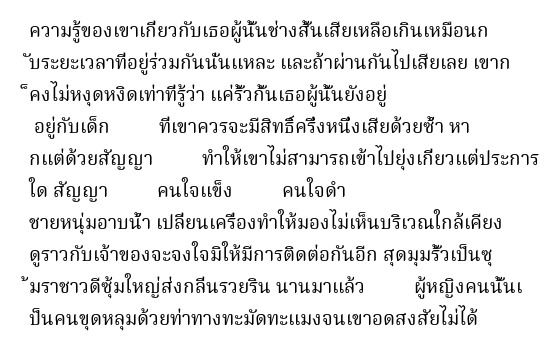 ความรู้ของเขาเกี่ยวกับเธอผู้นั้นช่างสั้นเสียเหลือเกินเหมือนก
ับระยะเวลาที่อยู่ร่วมกันนั่นแหละ และถ้าผ่านกันไปเสียเลย เขาก
็คงไม่หงุดหงิดเท่าที่รู้ว่า แค่รั้วกั้นเธอผู้นั้นยังอยู่
อยู่กับเด็ก ที่เขาควรจะมีสิทธิ์ครึ่งหนึ่งเสียด้วยซ้ำ หา
กแต่ด้วยสัญญา ทำให้เขาไม่สามารถเข้าไปยุ่งเกี่ยวแต่ประการ
ใด สัญญา คนใจแข็ง คนใจดำ
ชายหนุ่มอาบน้ำ เปลี่ยนเครื่องทำให้มองไม่เห็นบริเวณใกล้เคียง
ดูราวกับเจ้าของจะจงใจมิให้มีการติดต่อกันอีก สุดมุมรั้วเป็นซุ
้มราชาวดีซุ้มใหญ่ส่งกลิ่นรวยริน นานมาแล้ว ผู้หญิงคนนั้นเ
ป็นคนขุดหลุมด้วยท่าทางทะมัดทะแมงจนเขาอดสงสัยไม่ได้